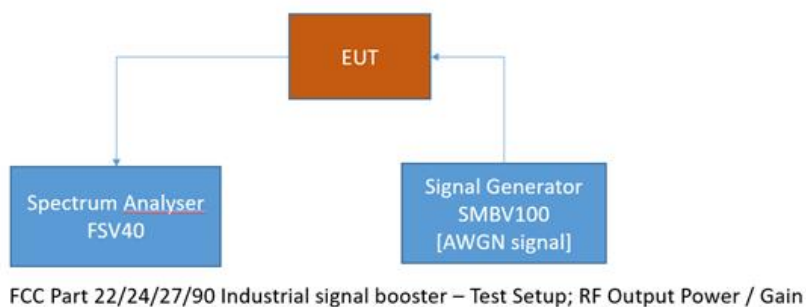 EUT
Spectrum Analyser
FSV40
Signal Generator
SMBV100
[AWGN signal]
FCC Part 22/24/27/90 Industrial signal booster – Test Setup; RF Output Power / Gain